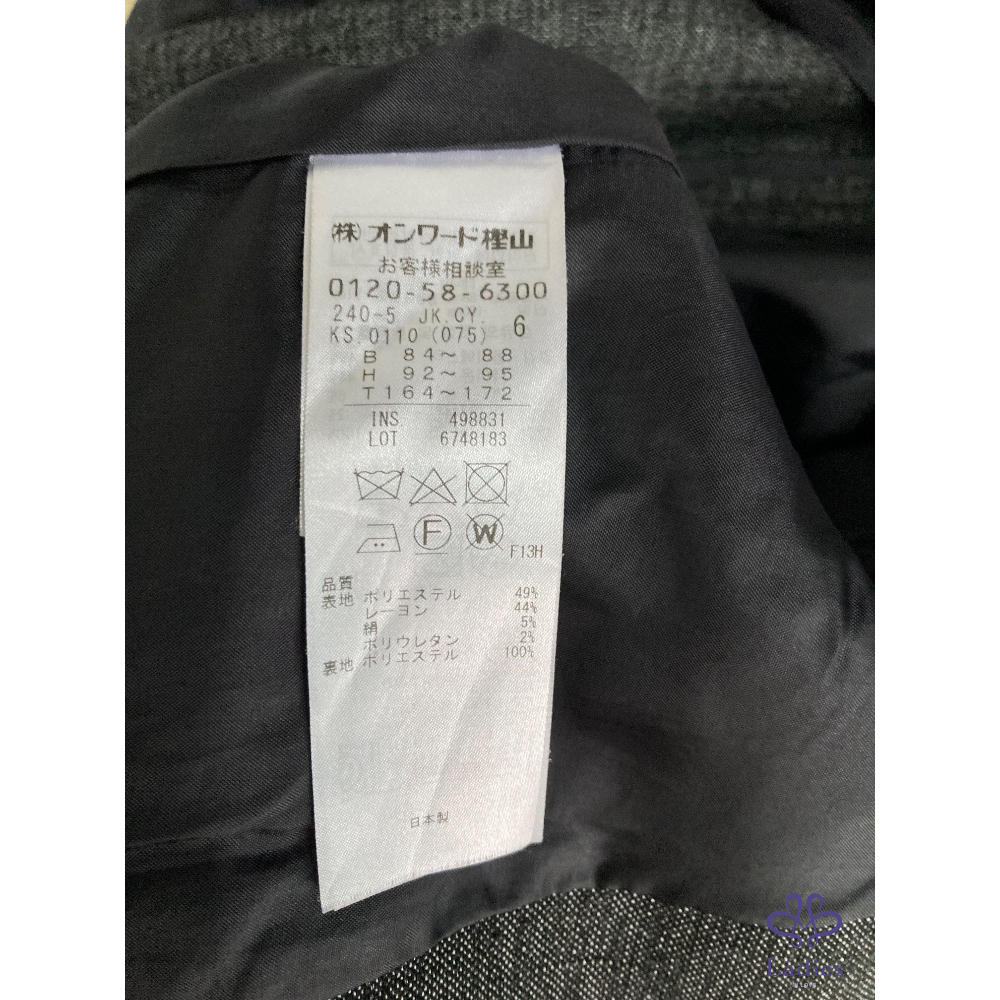 ㈱オンワード樫山
お客様相談室
0120-58-6300
240-5 JK.CY.
KS.0110(075) 6
B 84～ 88
H 92～ 95
T164～172
INS 498831
LOT 6748183
F
W
F13H
品質
表地 ポリエステル 49%
レーヨン 44%
絹 5%
ポリウレタン 2%
裏地 ポリエステル 100%
日本製
Ladies